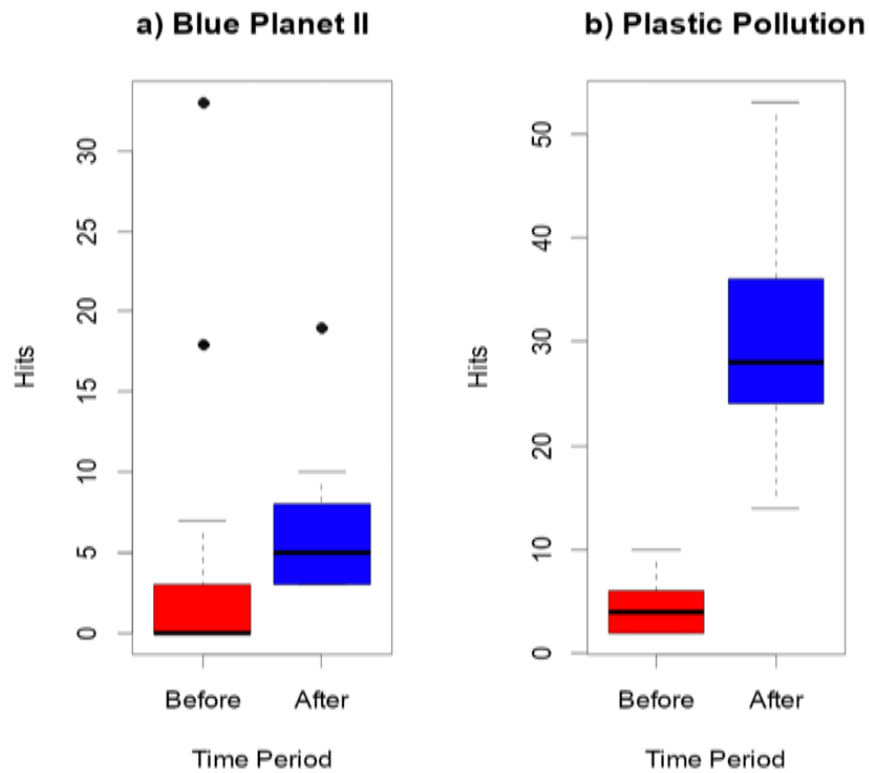 a) Blue Planet II
Hits
30
25
20
15
10
5
0
Before After
Time Period
b) Plastic Pollution
Hits
50
40
30
20
10
0
Before After
Time Period